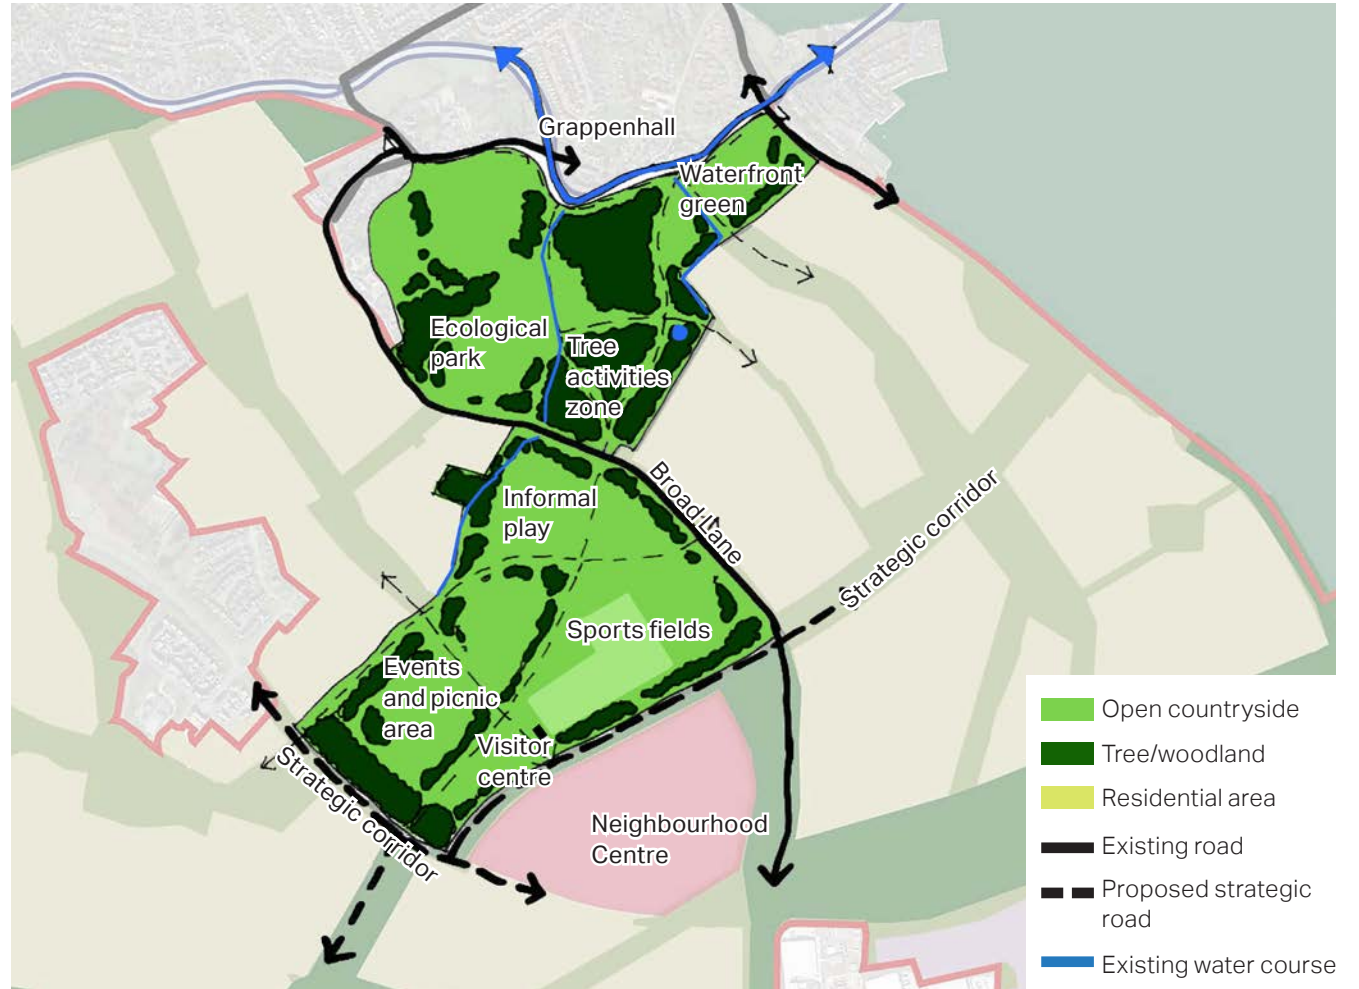 Grappenhall
Waterfront
green
Ecological
park
Tree
activities
zone
Informal
play
Broad Lane
Strategic corridor
Sports fields
Events
and picnic
area
Visitor
centre
Strategic corridor
Neighbourhood
Centre
Open countryside
Tree/woodland
Residential area
Existing road
Proposed strategic
road
Existing water course